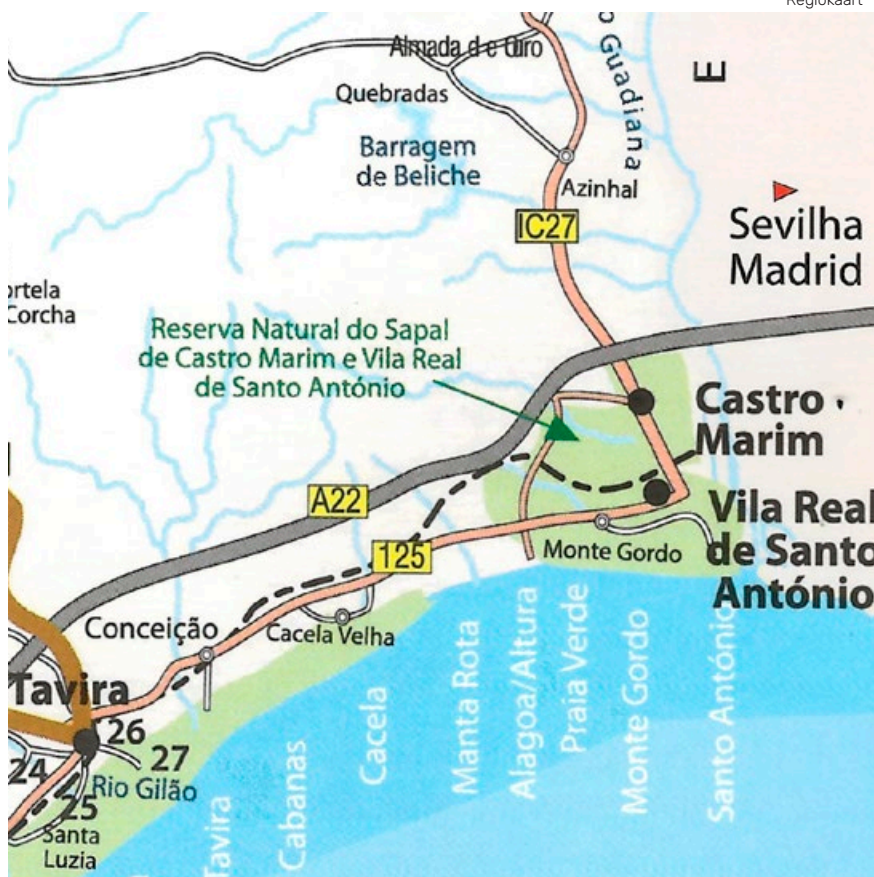 Regiokaart
Almada de Ouro
o Guadiana
E
Quebradas
Barragem
de Beliche
Azinhal
IC27
Sevilha
Madrid
ortela
Corcha
Reserva Natural do Sapal
de Castro Marim e Vila Real
de Santo António
Castro
Marim
A22
Vila Real
de Santo
António
125
Monte Gordo
Conceição
Cacela Velha
Tavira
26
27
24
25
Rio Gilão
Santa
Luzia
Tavira
Cabanas
Cacela
Manta Rota
Alagoa/Altura
Praia Verde
Monte Gordo
Santo António